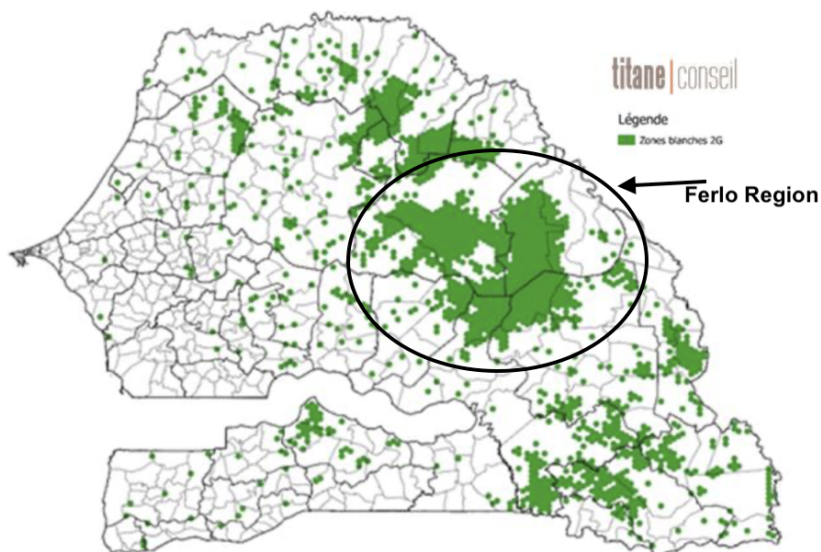 titane|conseil
Légende
Zones blanches 2G
Ferlo Region